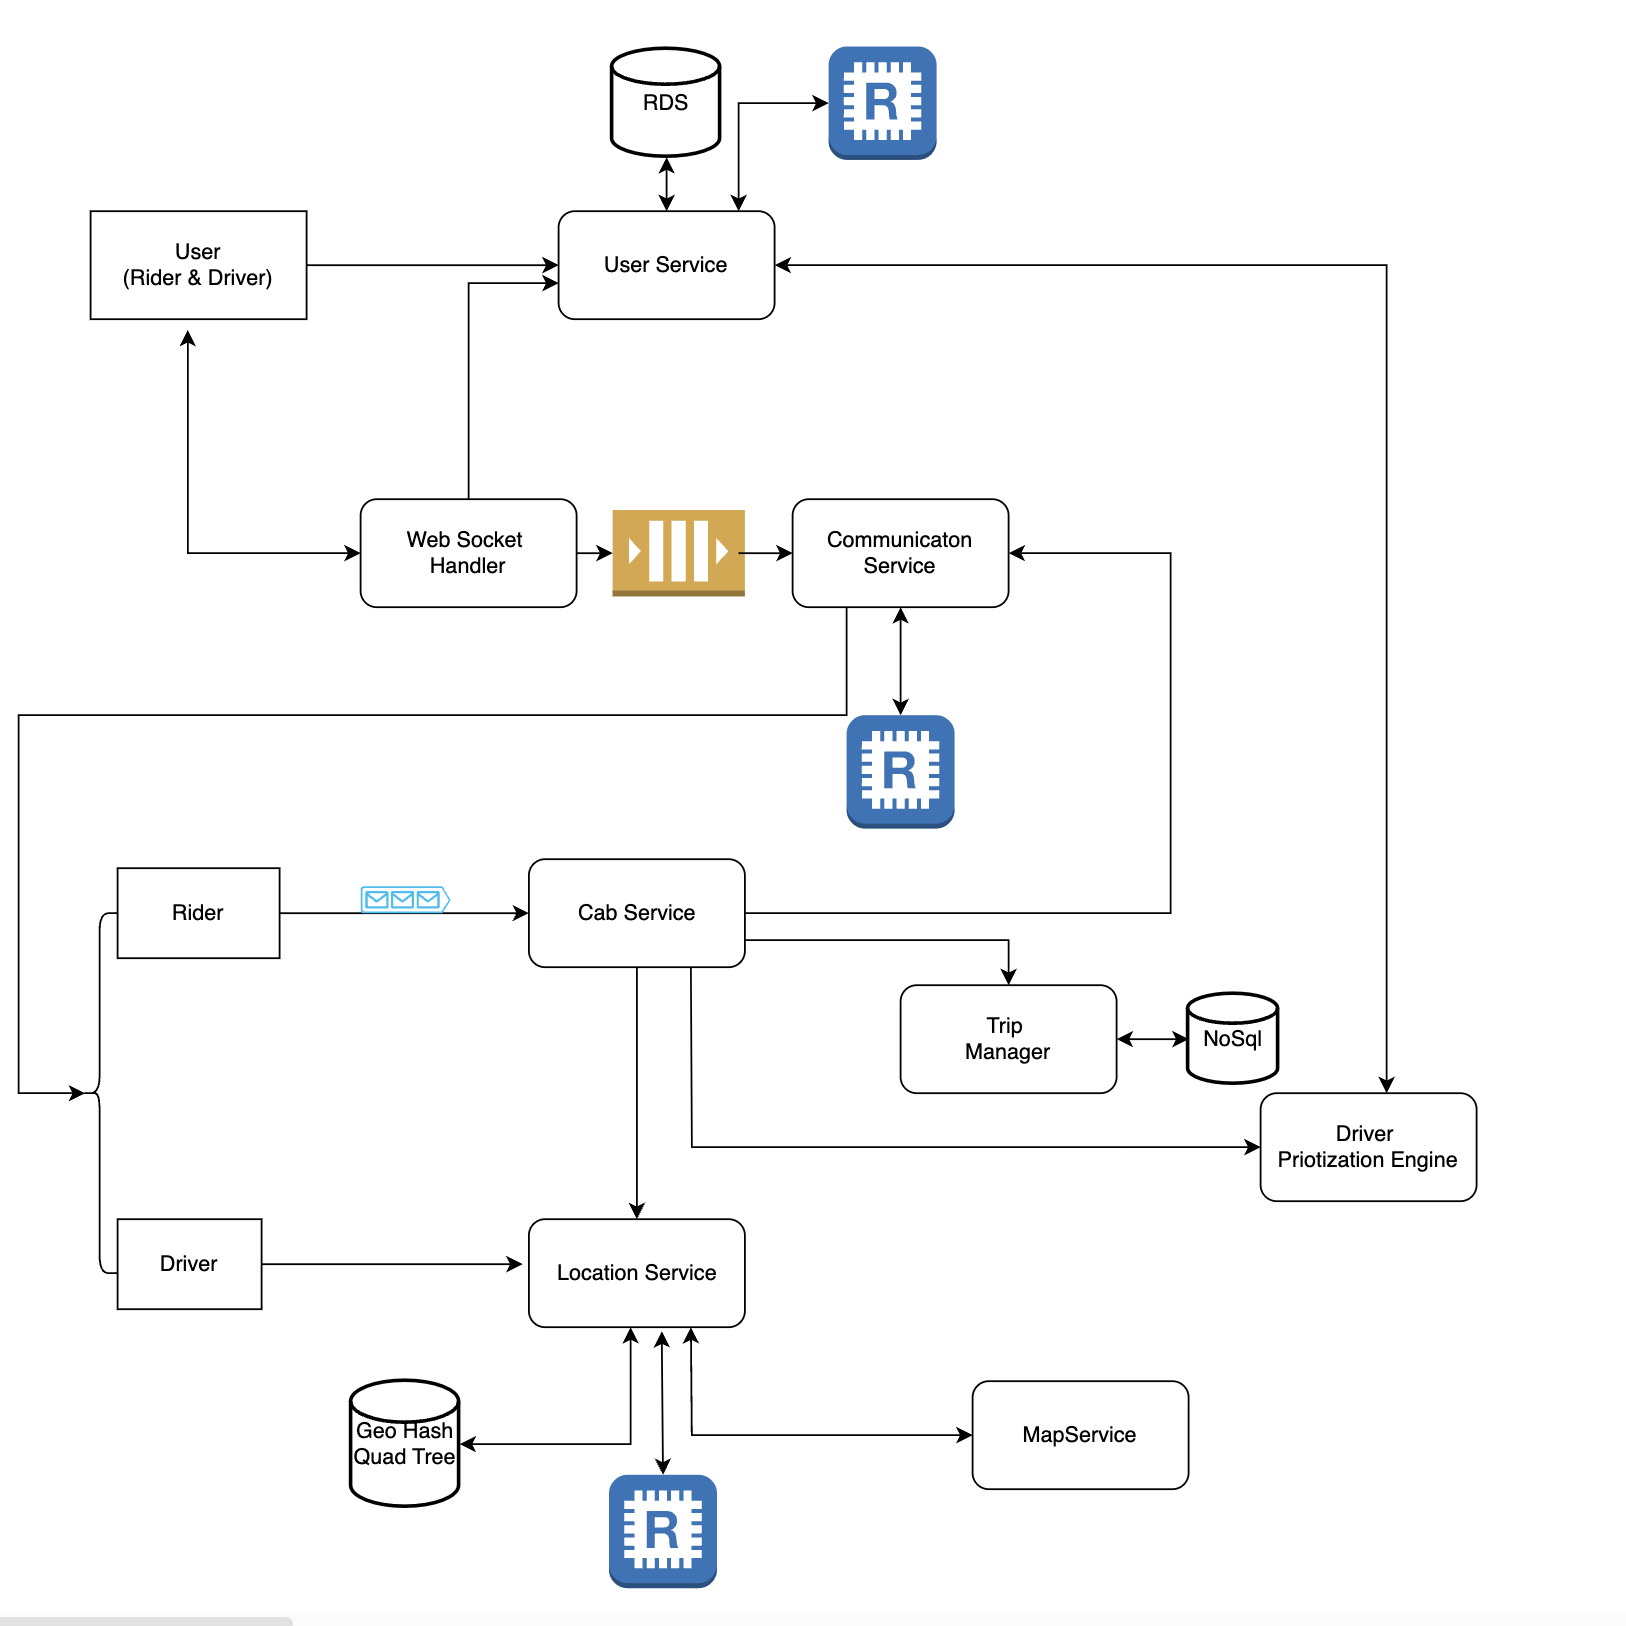 RDS
R
User
(Rider & Driver)
User Service
Web Socket
Handler
Communicaton
Service
R
Rider
Cab Service
Trip
Manager
NoSql
Driver
Priotization Engine
Driver
Location Service
Geo Hash
Quad Tree
MapService
R